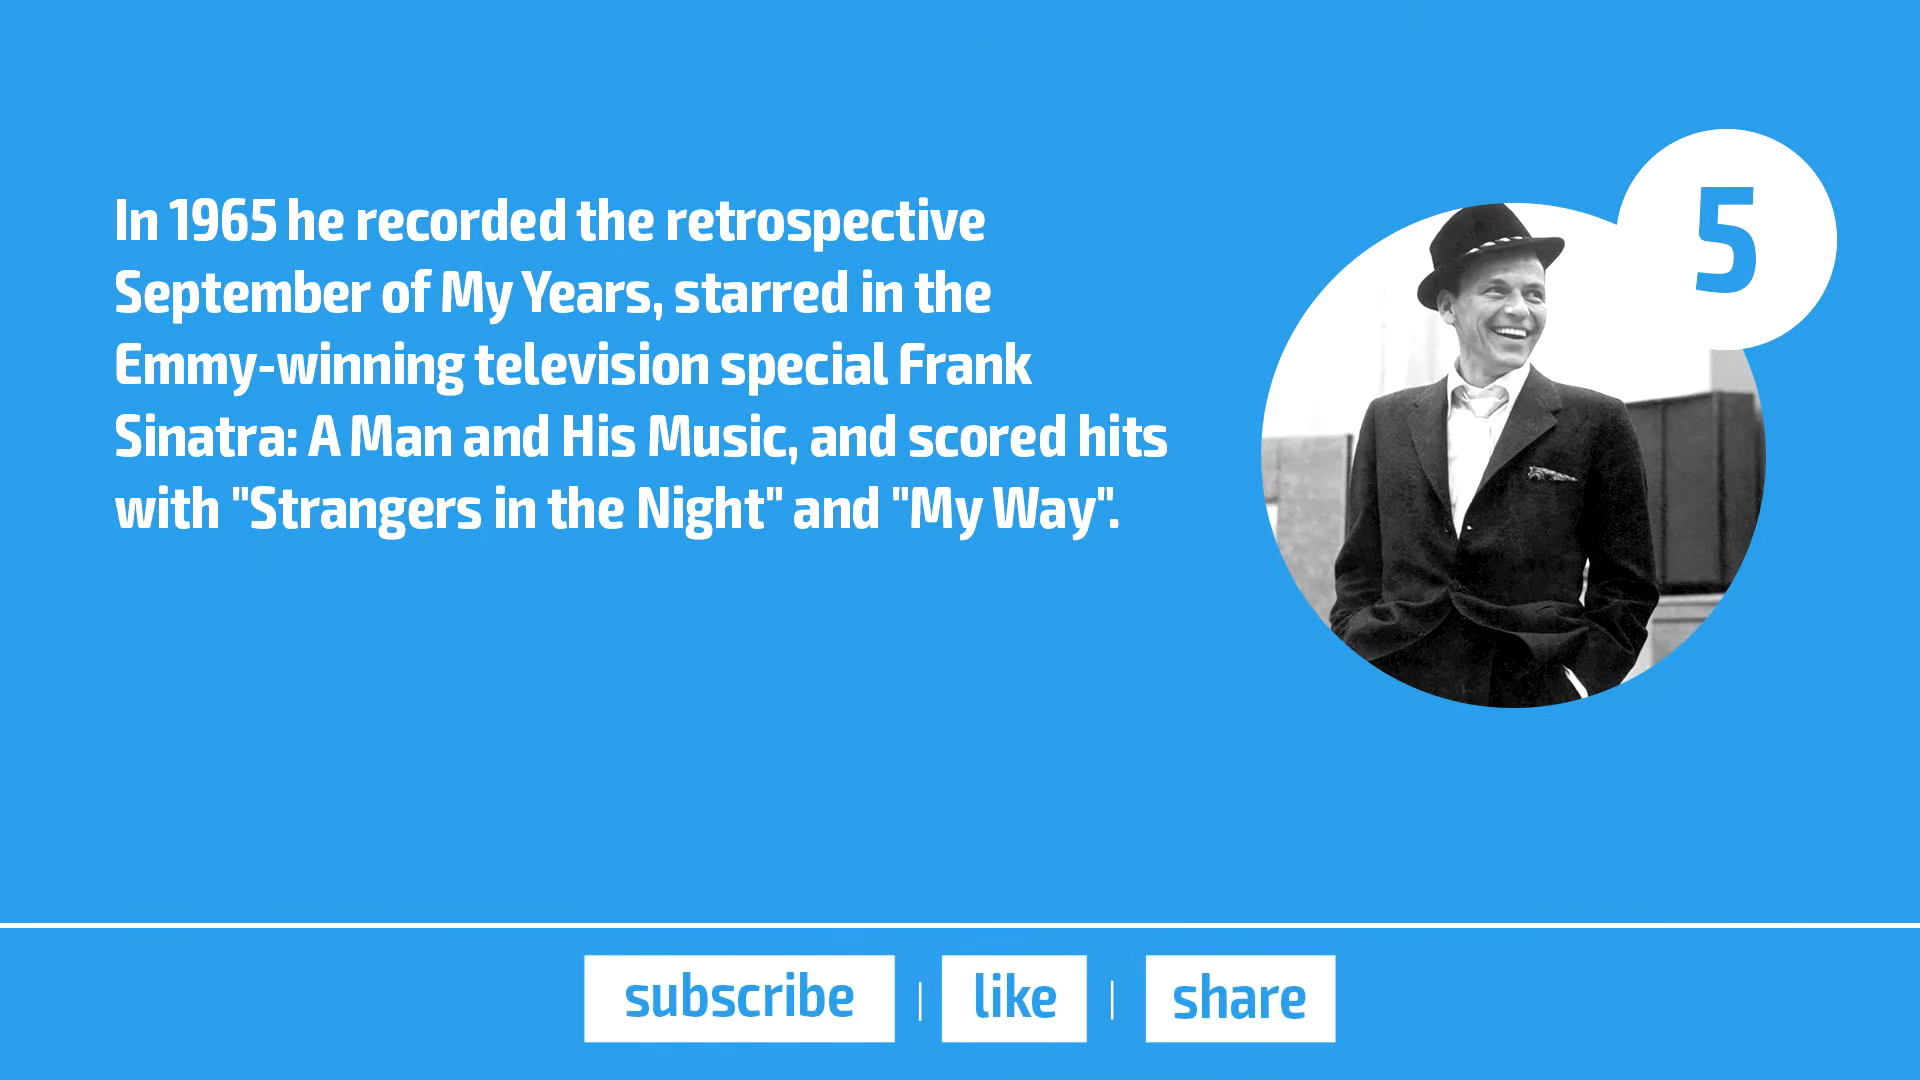 In 1965 he recorded the retrospective
September of My Years, starred in the
Emmy-winning television special Frank
Sinatra: A Man and His Music, and scored hits
with "Strangers in the Night" and "My Way".
5
subscribe | like | share